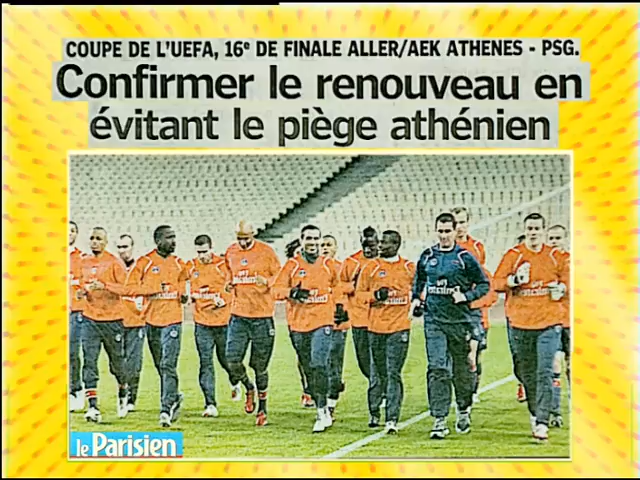 COUPE DE L'UEFA, 16e DE FINALE ALLER/AEK ATHENES - PSG.
Confirmer le renouveau en
évitant le piège athénien
le Parisien